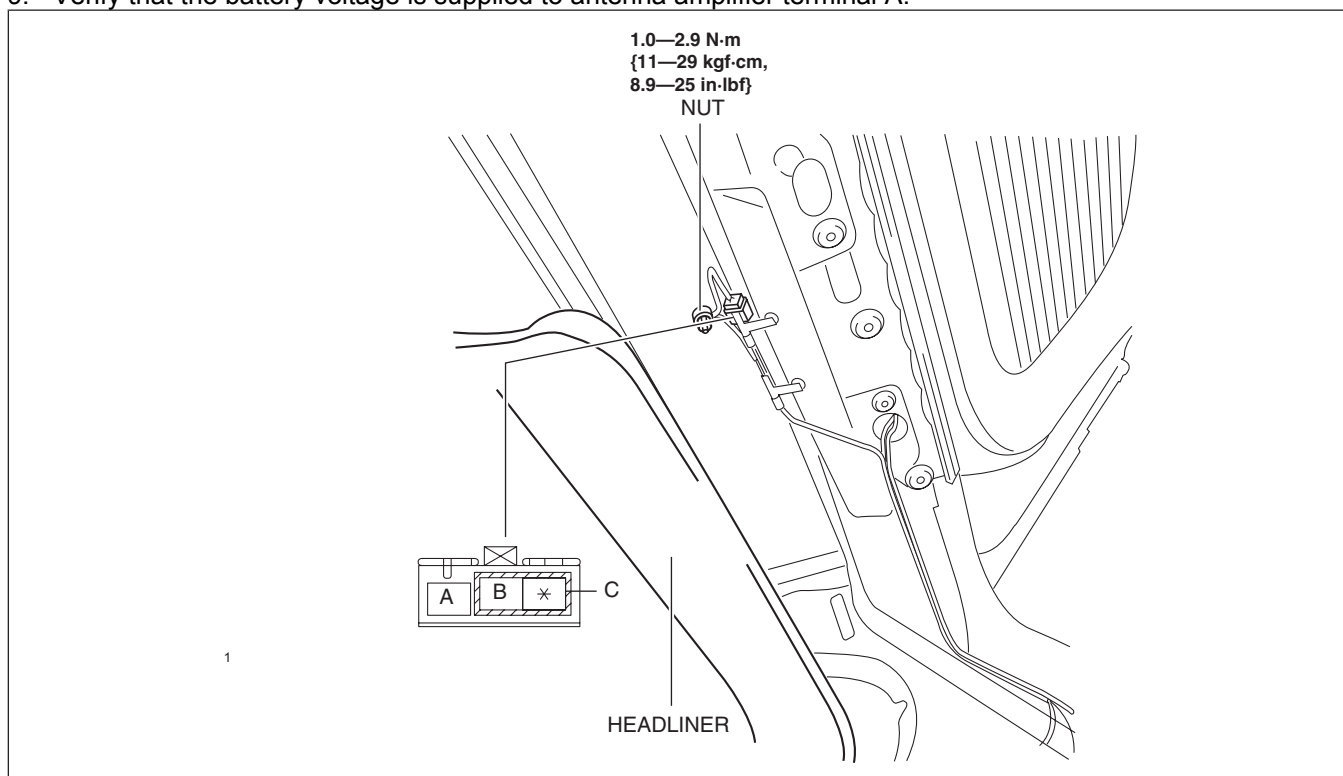 Verify that the battery voltage is supplied to antenna amplifier terminal A.
1.0—2.9 N·m
{11—29 kgf·cm,
8.9—25 in·lbf}
NUT
A B * C
1
HEADLINER